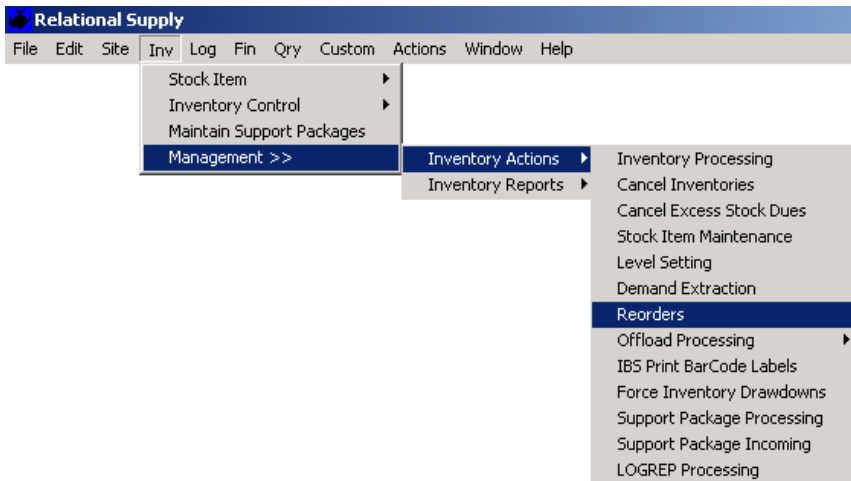 Relational Supply
File Edit Site Inv Log Fin Qry Custom Actions Window Help
Stock Item
Inventory Control
Maintain Support Packages
Management >>
Inventory Actions
Inventory Reports
Inventory Processing
Cancel Inventories
Cancel Excess Stock Dues
Stock Item Maintenance
Level Setting
Demand Extraction
Reorders
Offload Processing
IBS Print BarCode Labels
Force Inventory Drawdowns
Support Package Processing
Support Package Incoming
LOGREP Processing